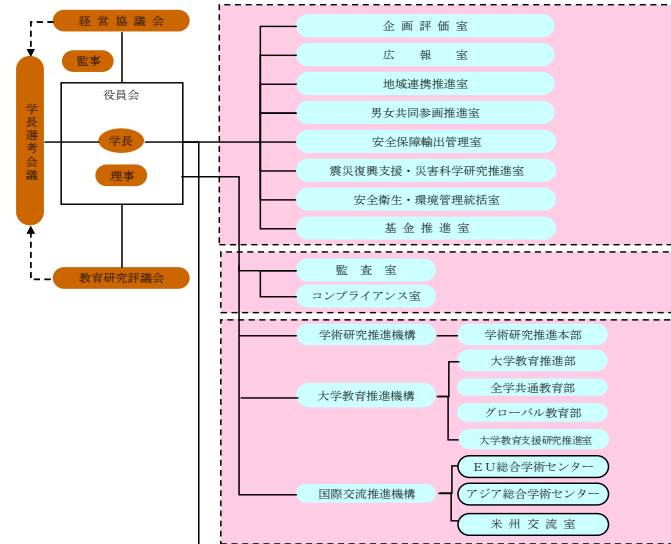 経営協議会
監事
役員会
学長選考会議
学長
理事
教育研究評議会
企画評価室
広報室
地域連携推進室
男女共同参画推進室
安全保障輸出管理室
震災復興支援・災害科学研究推進室
安全衛生・環境管理統括室
基金推進室
監査室
コンプライアンス室
学術研究推進機構
学術研究推進本部
大学教育推進機構
大学教育推進部
全学共通教育部
グローバル教育部
大学教育支援研究推進室
国際交流推進機構
EU総合学術センター
アジア総合学術センター
米州交流室